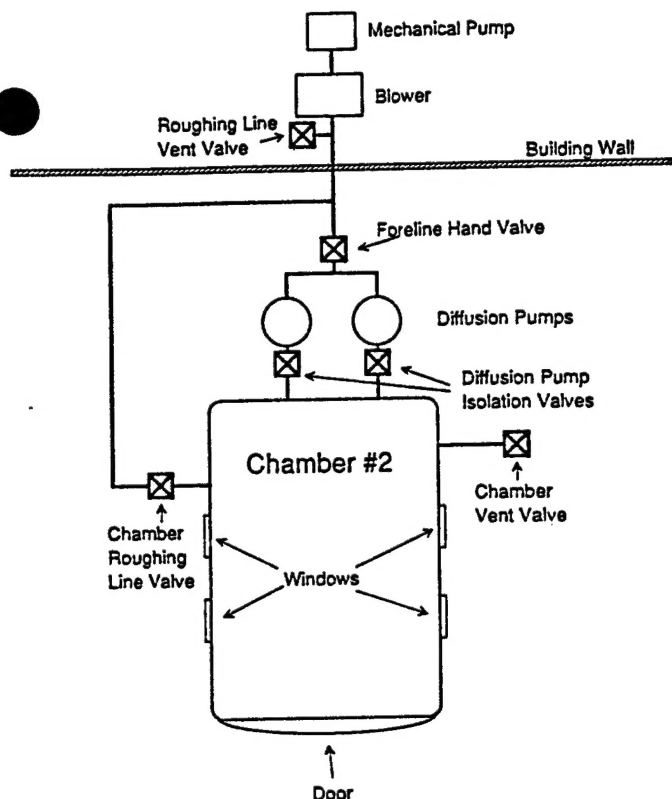 Mechanical Pump
Blower
Roughing Line
Vent Valve
Building Wall
Foreline Hand Valve
Diffusion Pumps
Diffusion Pump
Isolation Valves
Chamber #2
Chamber
Vent Valve
Chamber
Roughing
Line Valve
Windows
Door